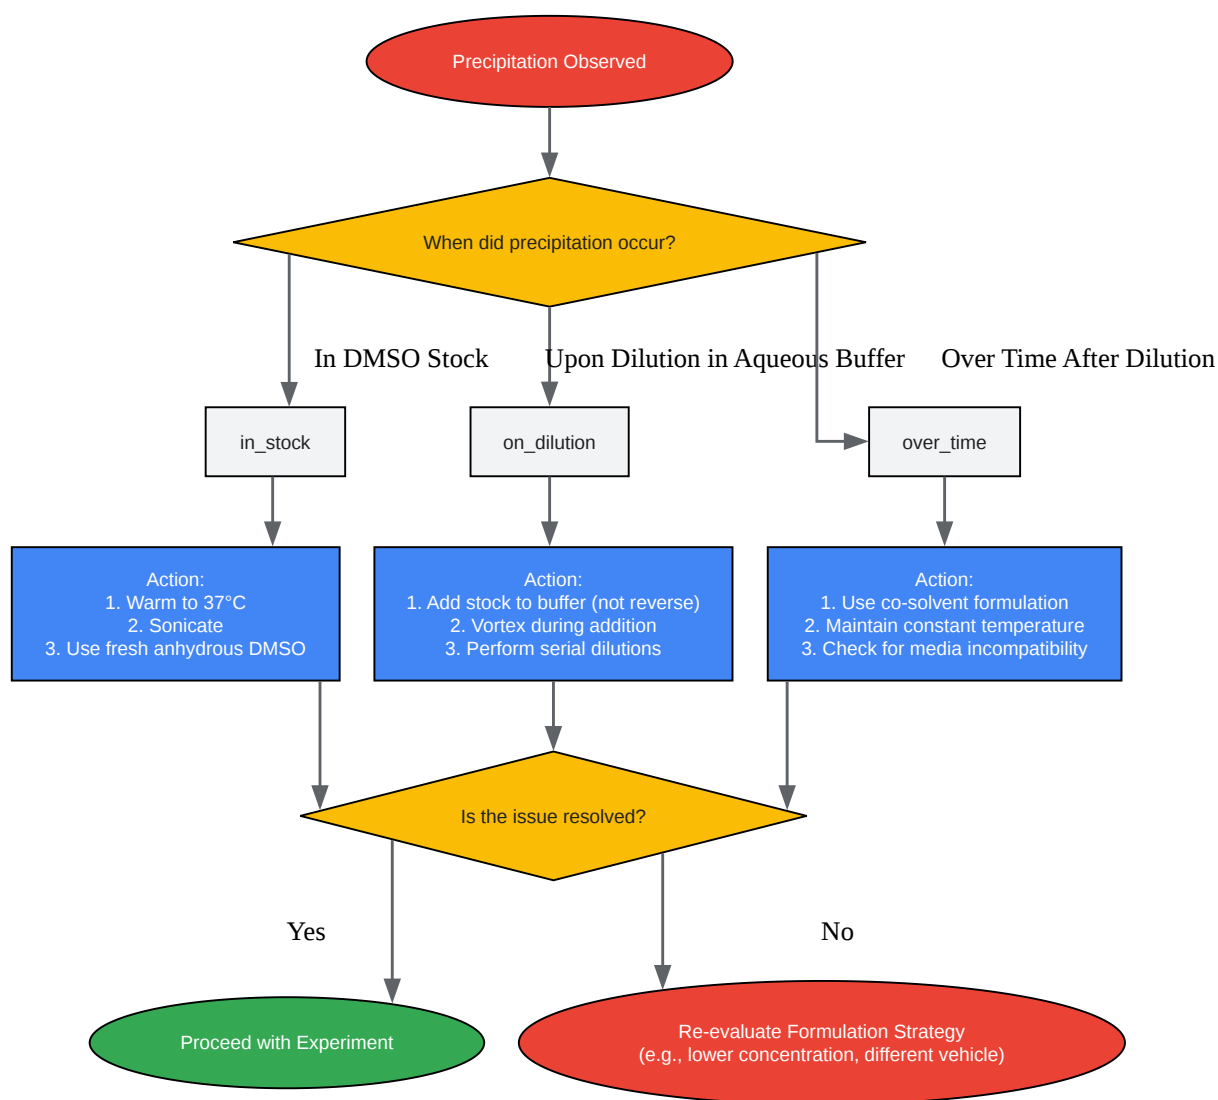 Precipitation Observed
When did precipitation occur?
In DMSO Stock
Upon Dilution in Aqueous Buffer
Over Time After Dilution
in_stock
on_dilution
over_time
Action:
1. Warm to 37°C
2. Sonicate
3. Use fresh anhydrous DMSO
Action:
1. Add stock to buffer (not reverse)
2. Vortex during addition
3. Perform serial dilutions
Action:
1. Use co-solvent formulation
2. Maintain constant temperature
3. Check for media incompatibility
Is the issue resolved?
Yes
No
Proceed with Experiment
Re-evaluate Formulation Strategy
(e.g., lower concentration, different vehicle)